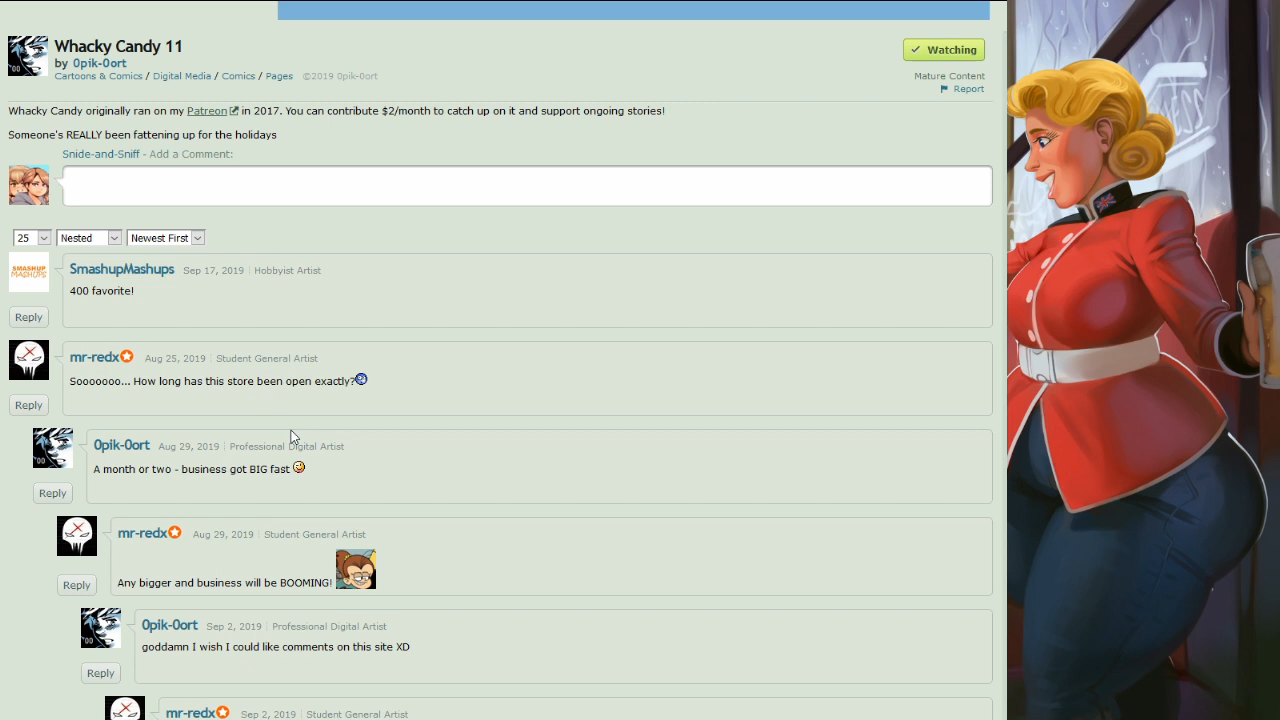 Whacky Candy 11
✓ Watching
by 0pik-0ort
Cartoons & Comics / Digital Media / Comics / Pages ©2019 0pik-0ort
Mature Content
Report
Whacky Candy originally ran on my Patreon in 2017. You can contribute $2/month to catch up on it and support ongoing stories!
Someone's REALLY been fattening up for the holidays
Snide-and-Sniff - Add a Comment:
25 Nested Newest First
SMASHUP
MASHUPS
SmashupMashups Sep 17, 2019 Hobbyist Artist
400 favorite!
Reply
mr-redx Aug 25, 2019 Student General Artist
Sooooooo... How long has this store been open exactly?
Reply
0pik-0ort Aug 29, 2019 Professional Digital Artist
A month or two - business got BIG fast
Reply
mr-redx Aug 29, 2019 Student General Artist
Any bigger and business will be BOOMING!
Reply
0pik-0ort Sep 2, 2019 Professional Digital Artist
goddamn I wish I could like comments on this site XD
Reply
mr-redx Sep 2, 2019 Student General Artist